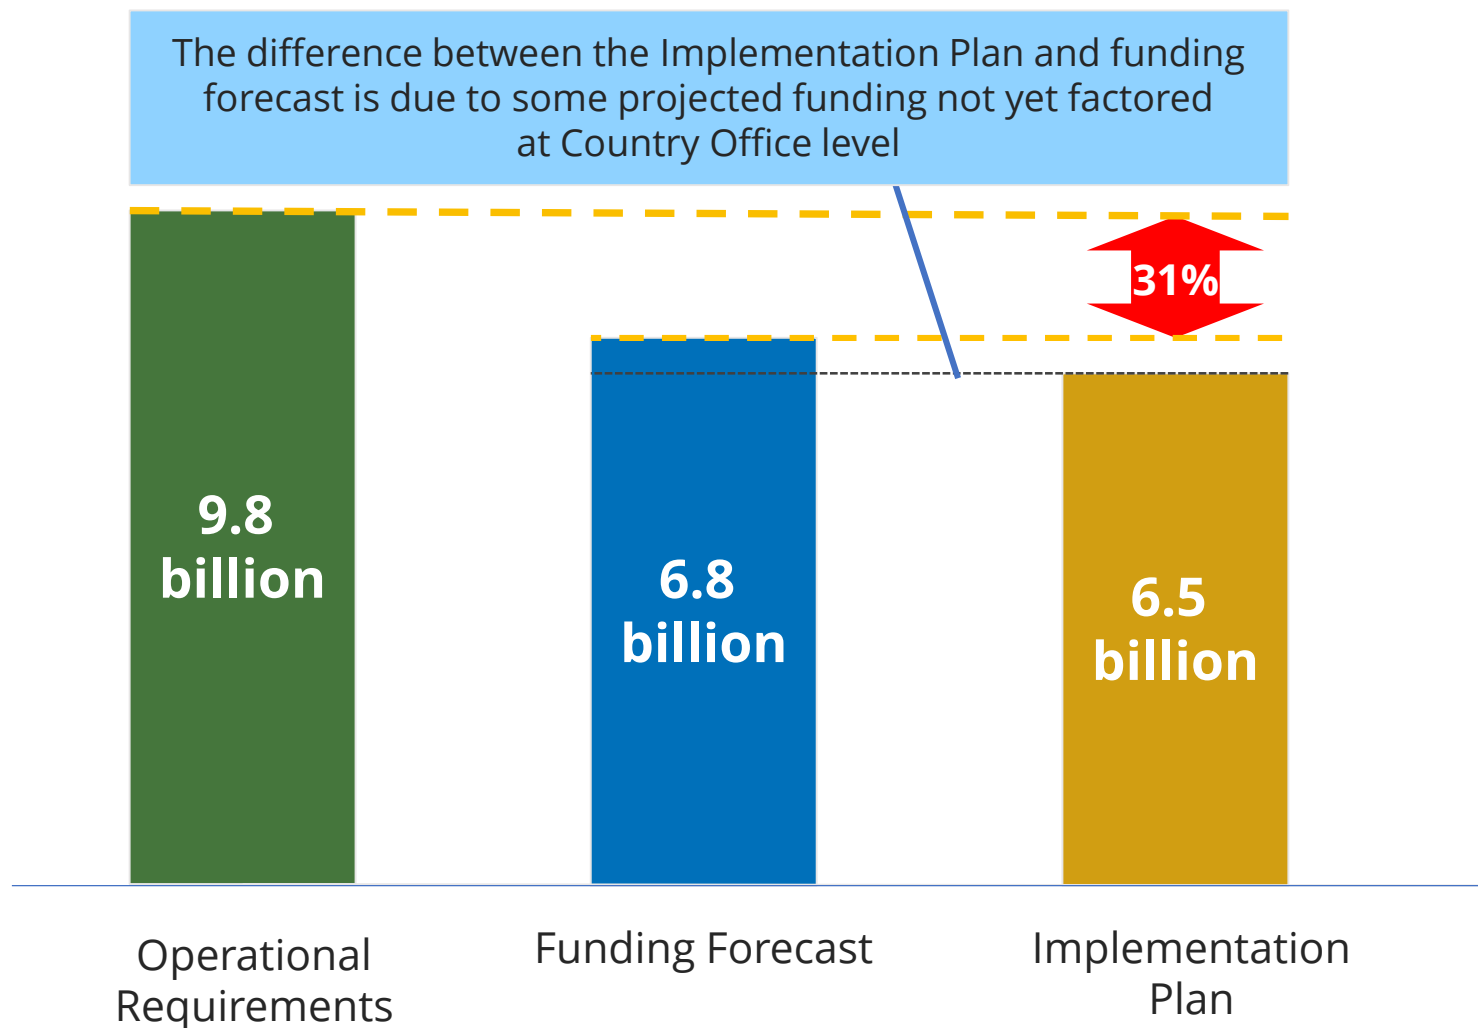 The difference between the Implementation Plan and funding
forecast is due to some projected funding not yet factored
at Country Office level
31%
9.8
billion
6.8
billion
6.5
billion
Operational
Requirements
Funding Forecast
Implementation
Plan